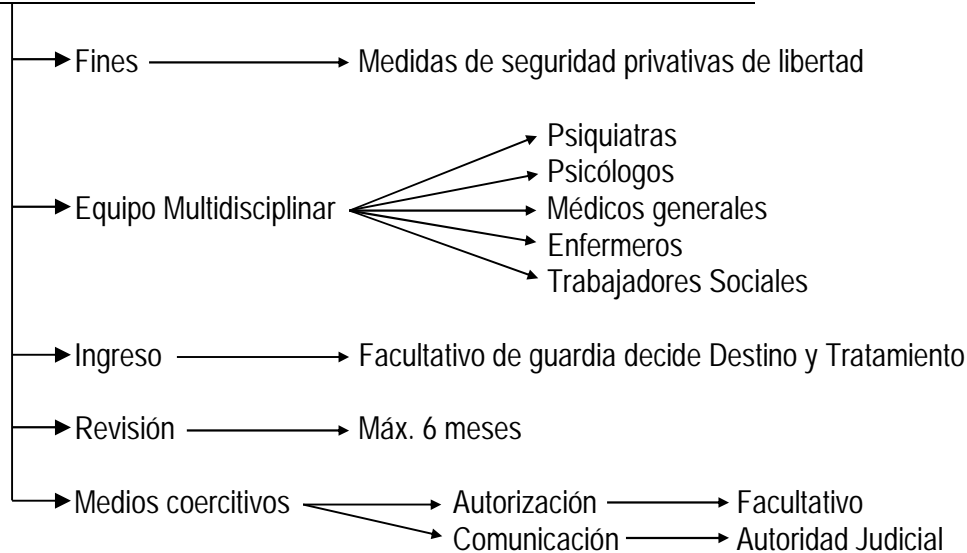 Fines Medidas de seguridad privativas de libertad
Psiquiatras
Psicólogos
Equipo Multidisciplinar Médicos generales
Enfermeros
Trabajadores Sociales
Ingreso Facultativo de guardia decide Destino y Tratamiento
Revisión Máx. 6 meses
Medios coercitivos Autorización Facultativo
Comunicación Autoridad Judicial